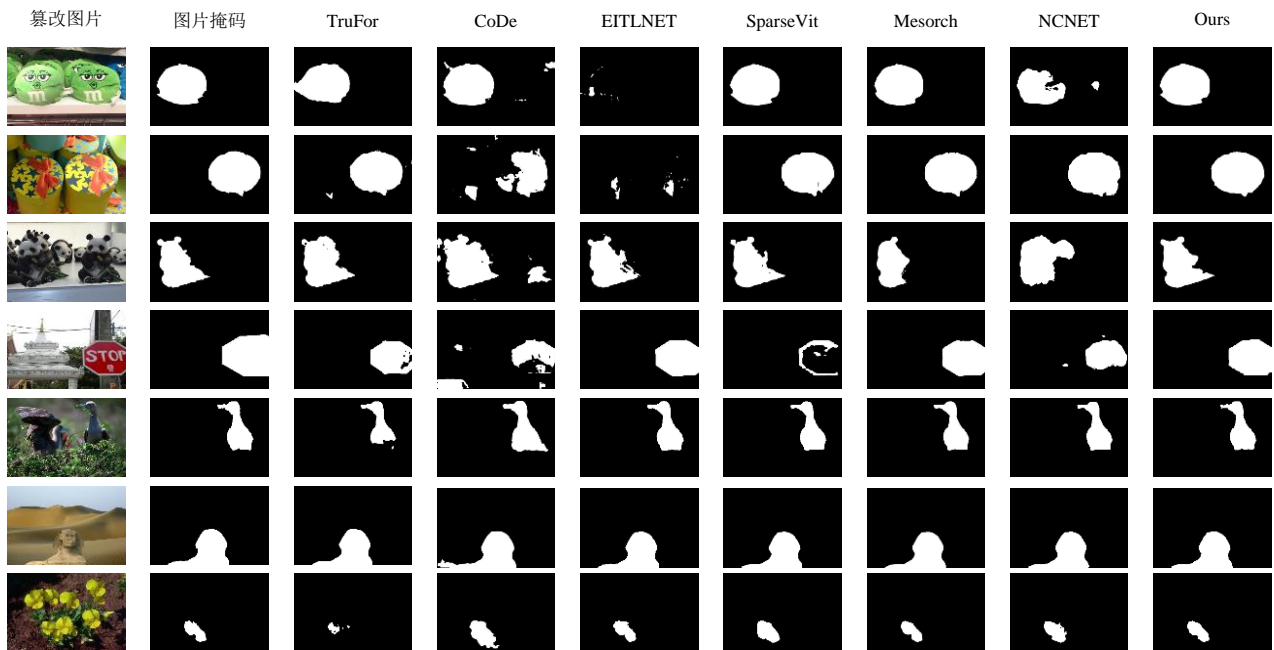 篡改图片 图片掩码 TruFor CoDe EITLNET SparseVit Mesorch NCNET Ours
m m
STOP